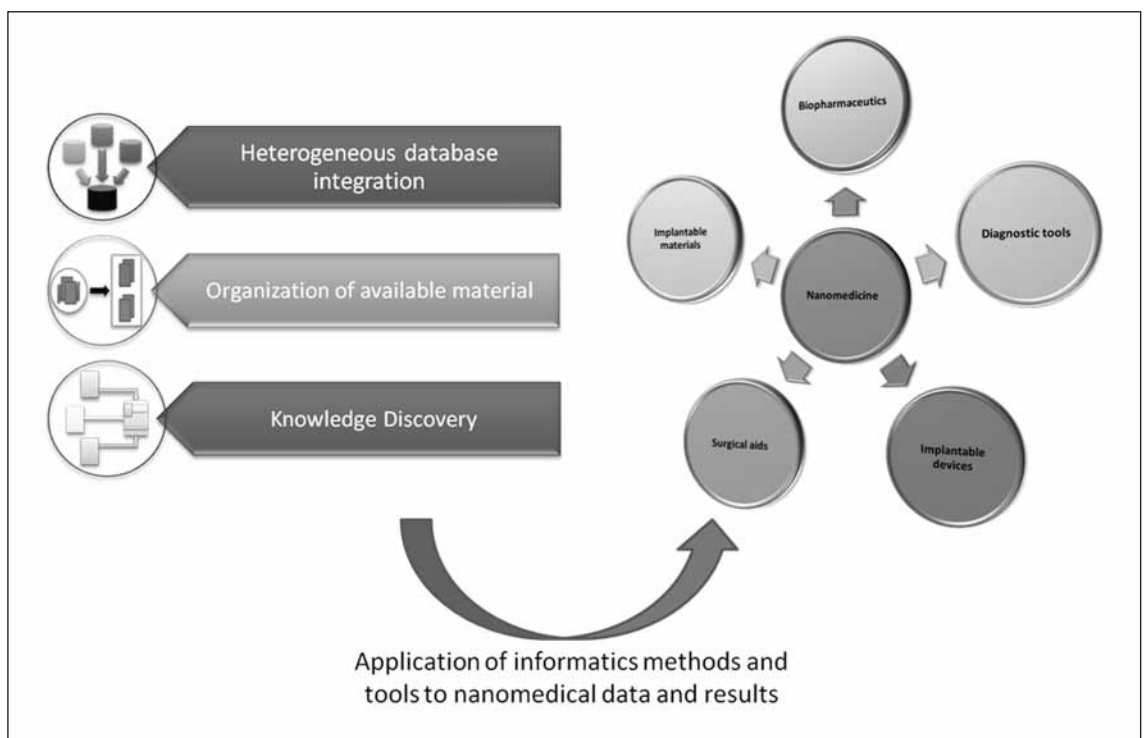 Heterogeneous database
integration
Organization of available material
Knowledge Discovery
Biopharmaceutics
Implantable
materials
Diagnostic tools
Nanomedicine
Surgical aids
Implantable
devices
Application of informatics methods and
tools to nanomedical data and results